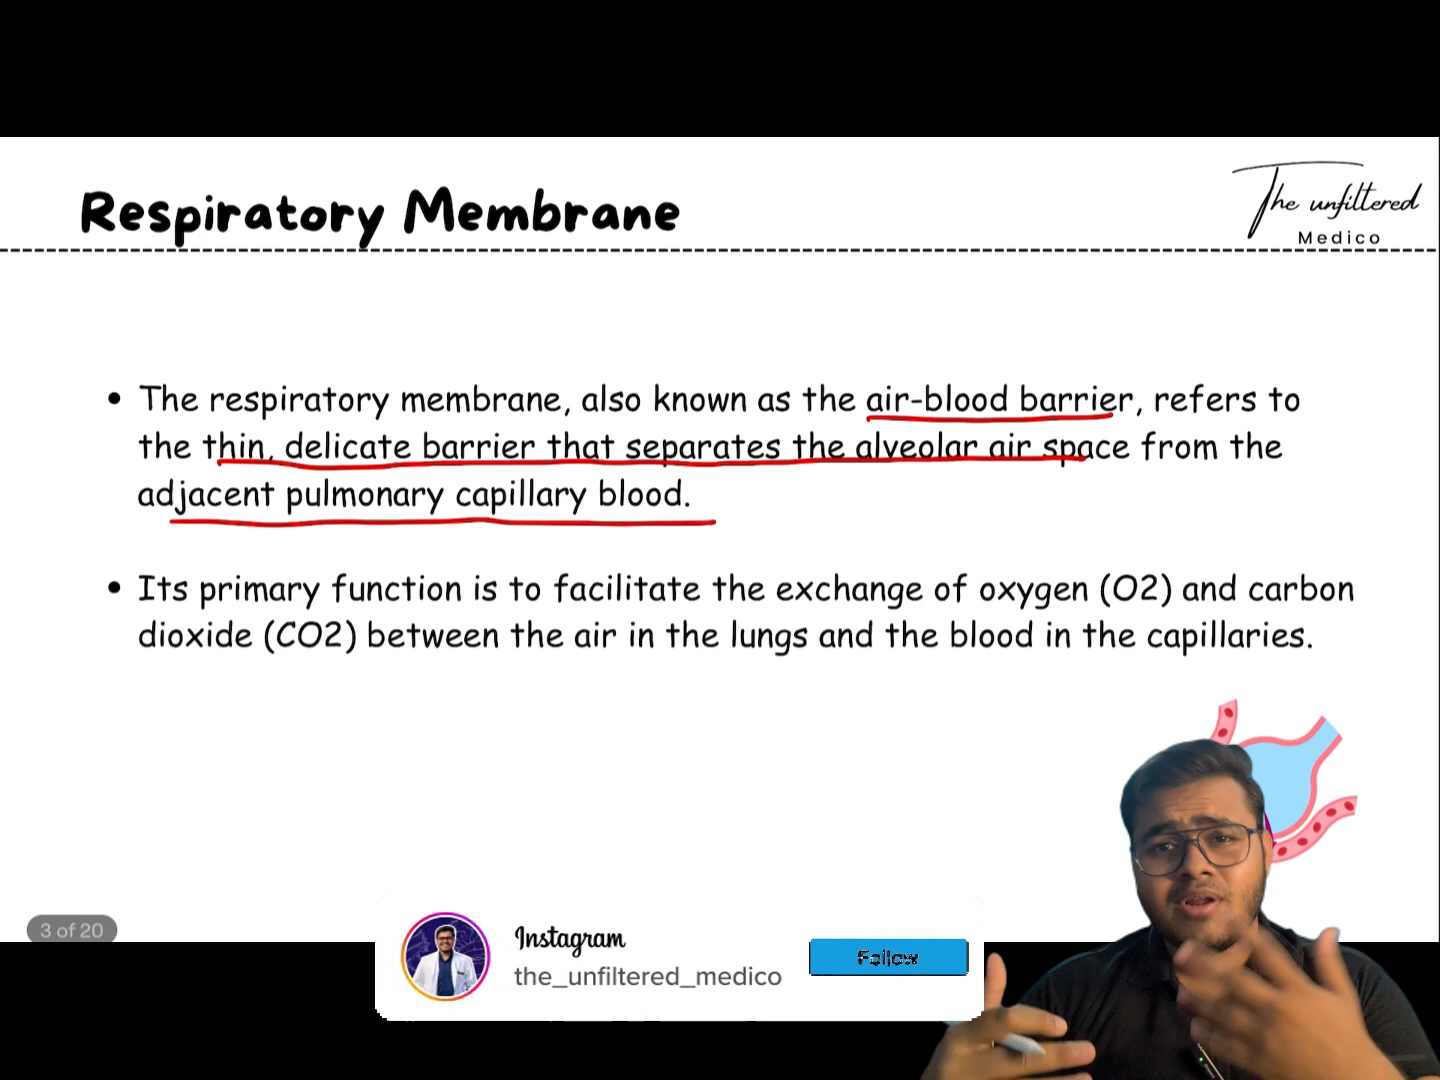 Respiratory Membrane
The unfiltered
Medico
• The respiratory membrane, also known as the air-blood barrier, refers to
the thin, delicate barrier that separates the alveolar air space from the
adjacent pulmonary capillary blood.
• Its primary function is to facilitate the exchange of oxygen (O2) and carbon
dioxide (CO2) between the air in the lungs and the blood in the capillaries.
3 of 20
Instagram
the_unfiltered_medico
Follow